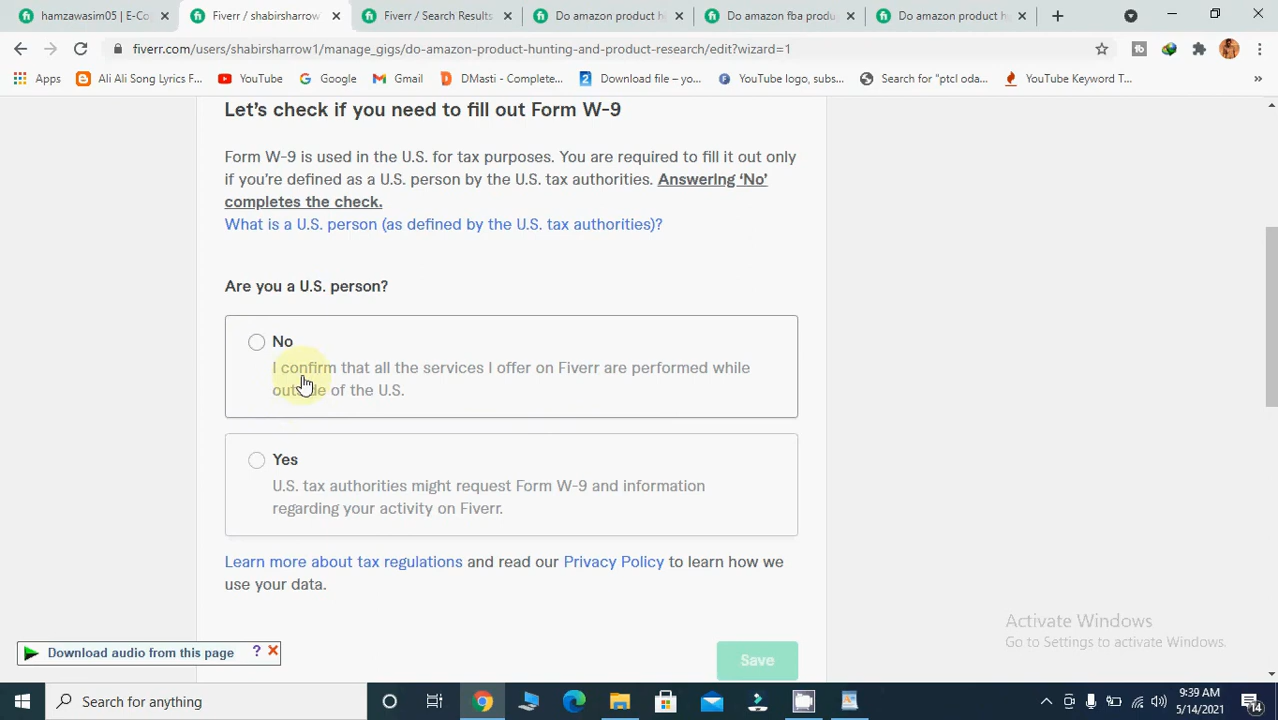 hamzawasim05 | E-Co
Fiverr / shabirsharrow
Fiverr / Search Results
Do amazon product h
Do amazon fba produ
Do amazon product h
fiverr.com/users/shabirsharrow1/manage_gigs/do-amazon-product-hunting-and-product-research/edit?wizard=1
Apps
Ali Ali Song Lyrics F...
YouTube
Google
Gmail
DMasti - Complete...
Download file – yo...
YouTube logo, subs...
Search for "ptcl oda...
YouTube Keyword T...
»
Let's check if you need to fill out Form W-9
Form W-9 is used in the U.S. for tax purposes. You are required to fill it out only
if you're defined as a U.S. person by the U.S. tax authorities. Answering 'No'
completes the check.
What is a U.S. person (as defined by the U.S. tax authorities)?
Are you a U.S. person?
No
I confirm that all the services I offer on Fiverr are performed while
outside of the U.S.
Yes
U.S. tax authorities might request Form W-9 and information
regarding your activity on Fiverr.
Learn more about tax regulations and read our Privacy Policy to learn how we
use your data.
Activate Windows
Go to Settings to activate Windows.
Download audio from this page ?
Save
Search for anything
9:39 AM
5/14/2021
14